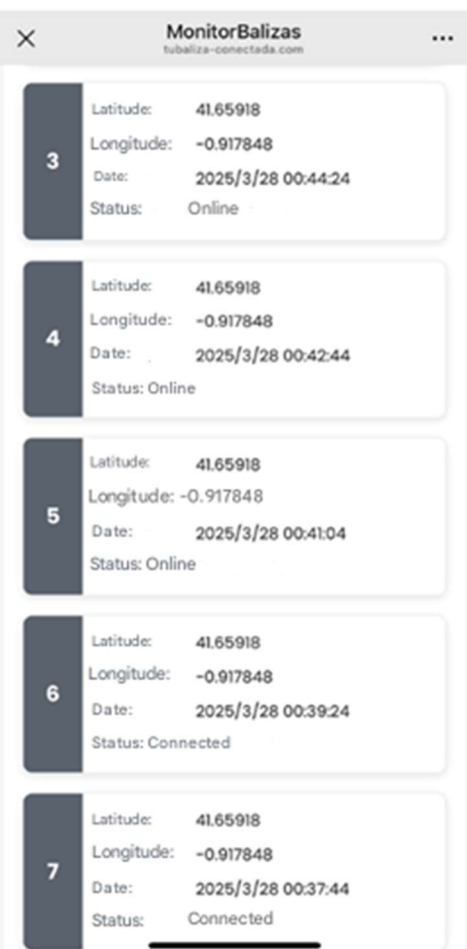 MonitorBalizas
tubaliza-conectada.com
3
Latitude: 41.65918
Longitude: -0.917848
Date: 2025/3/28 00:44:24
Status: Online
4
Latitude: 41.65918
Longitude: -0.917848
Date: 2025/3/28 00:42:44
Status: Online
5
Latitude: 41.65918
Longitude: -0.917848
Date: 2025/3/28 00:41:04
Status: Online
6
Latitude: 41.65918
Longitude: -0.917848
Date: 2025/3/28 00:39:24
Status: Connected
7
Latitude: 41.65918
Longitude: -0.917848
Date: 2025/3/28 00:37:44
Status: Connected